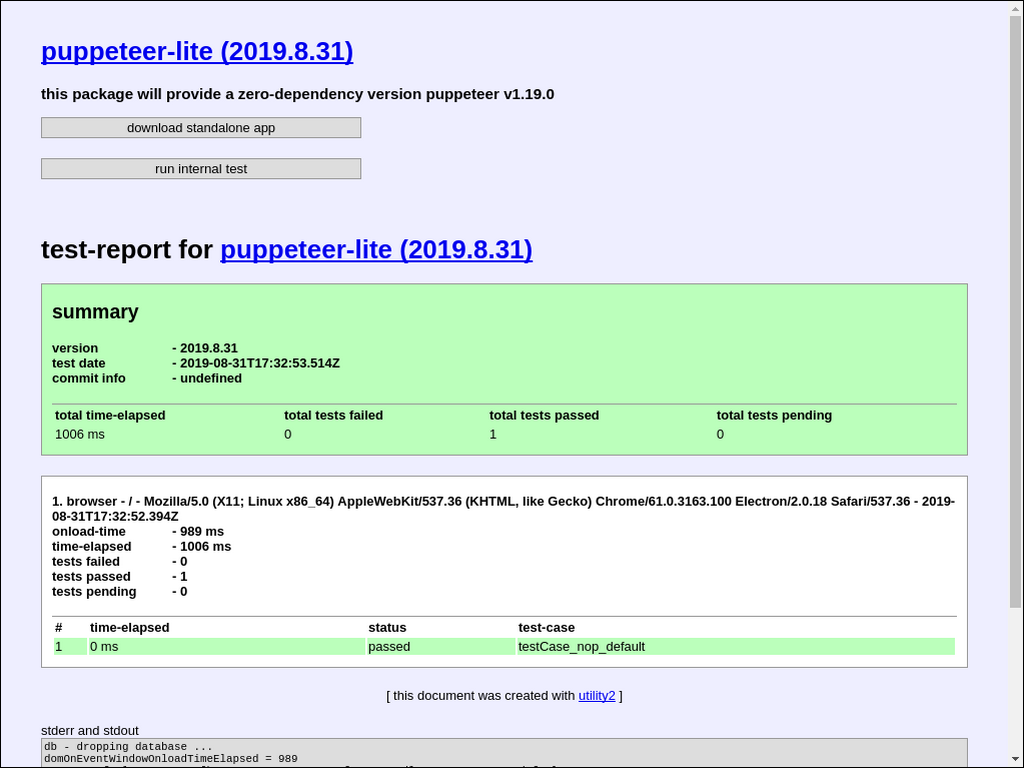 puppeteer-lite (2019.8.31)
this package will provide a zero-dependency version puppeteer v1.19.0
download standalone app
run internal test
test-report for puppeteer-lite (2019.8.31)
summary
version - 2019.8.31
test date - 2019-08-31T17:32:53.514Z
commit info - undefined
total time-elapsed total tests failed total tests passed total tests pending
1006 ms 0 1 0
1. browser - / - Mozilla/5.0 (X11; Linux x86_64) AppleWebKit/537.36 (KHTML, like Gecko) Chrome/61.0.3163.100 Electron/2.0.18 Safari/537.36 - 2019-
08-31T17:32:52.394Z
onload-time - 989 ms
time-elapsed - 1006 ms
tests failed - 0
tests passed - 1
tests pending - 0
# time-elapsed status test-case
1 0 ms passed testCase_nop_default
[ this document was created with utility2 ]
stderr and stdout
db - dropping database ...
domOnEventWindowOnloadTimeElapsed = 989